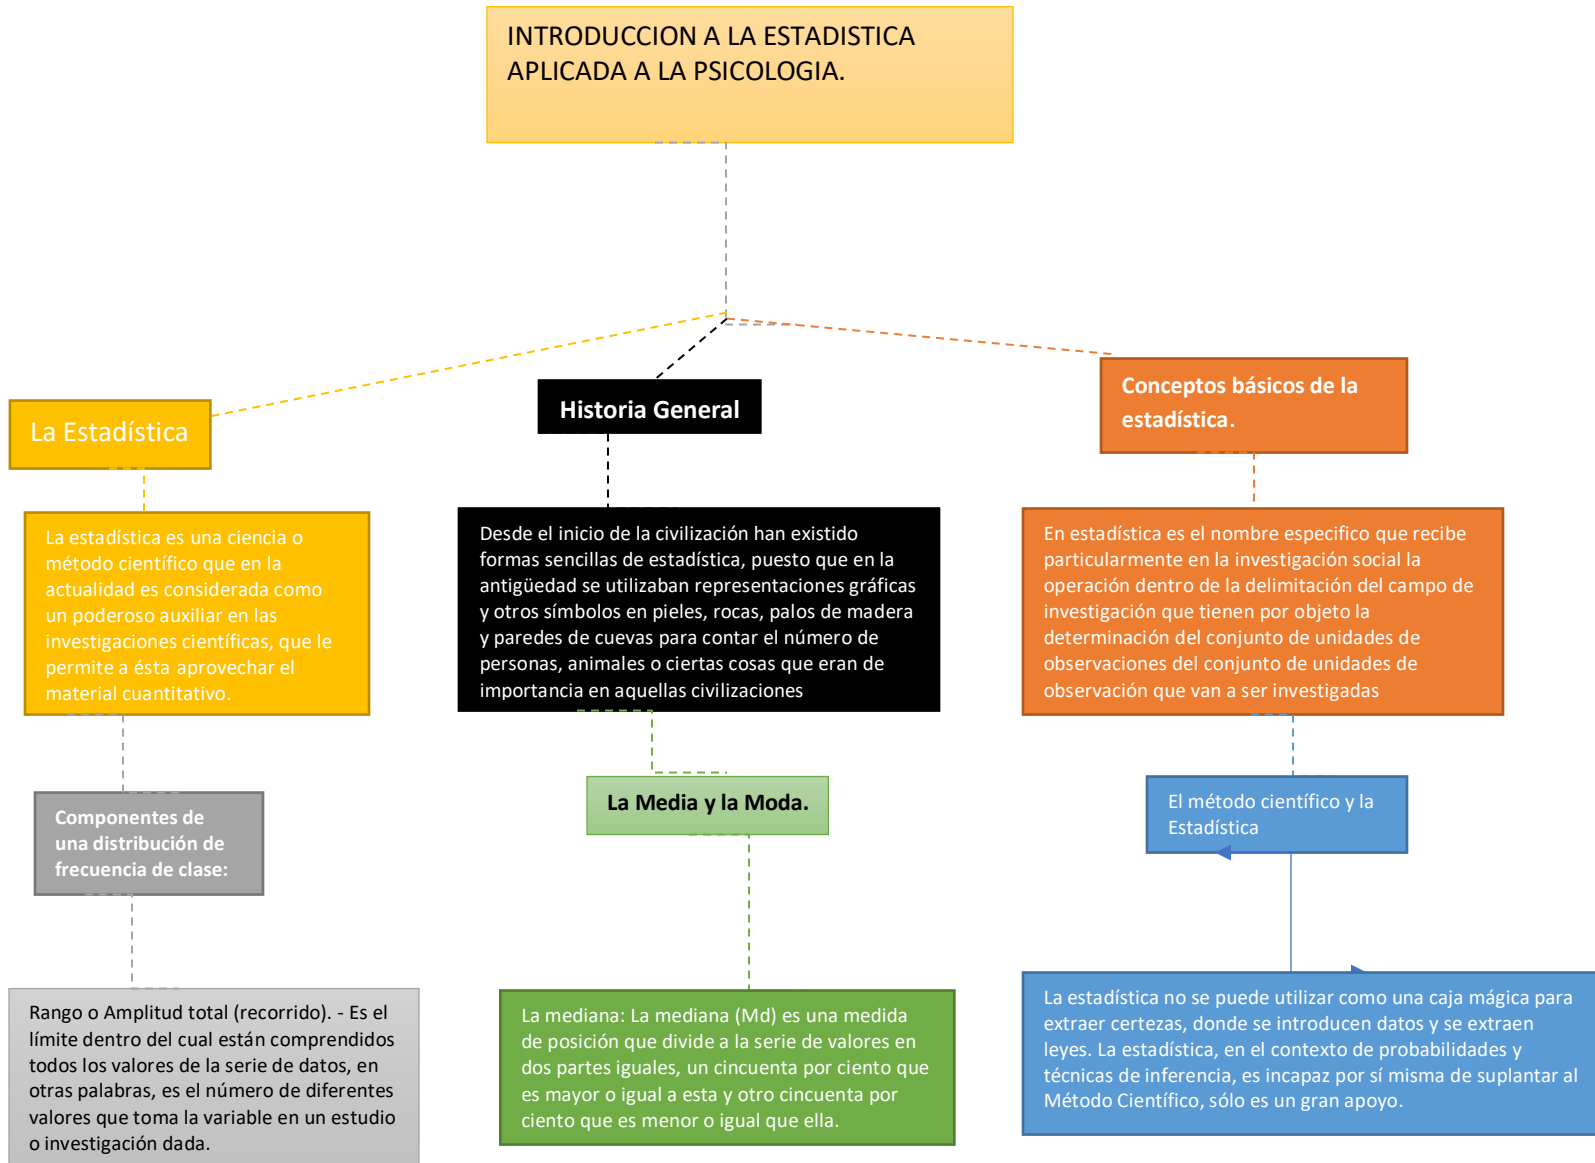 INTRODUCCION A LA ESTADISTICA
APLICADA A LA PSICOLOGIA.
La Estadística
Historia General
Conceptos básicos de la
estadística.
La estadística es una ciencia o
método científico que en la
actualidad es considerada como
un poderoso auxiliar en las
investigaciones científicas, que le
permite a ésta aprovechar el
material cuantitativo.
Desde el inicio de la civilización han existido
formas sencillas de estadística, puesto que en la
antigüedad se utilizaban representaciones gráficas
y otros símbolos en pieles, rocas, palos de madera
y paredes de cuevas para contar el número de
personas, animales o ciertas cosas que eran de
importancia en aquellas civilizaciones
En estadística es el nombre especifico que recibe
particularmente en la investigación social la
operación dentro de la delimitación del campo de
investigación que tienen por objeto la
determinación del conjunto de unidades de
observaciones del conjunto de unidades de
observación que van a ser investigadas
Componentes de
una distribución de
frecuencia de clase:
La Media y la Moda.
El método científico y la
Estadística
Rango o Amplitud total (recorrido). - Es el
límite dentro del cual están comprendidos
todos los valores de la serie de datos, en
otras palabras, es el número de diferentes
valores que toma la variable en un estudio
o investigación dada.
La mediana: La mediana (Md) es una medida
de posición que divide a la serie de valores en
dos partes iguales, un cincuenta por ciento que
es mayor o igual a esta y otro cincuenta por
ciento que es menor o igual que ella.
La estadística no se puede utilizar como una caja mágica para
extraer certezas, donde se introducen datos y se extraen
leyes. La estadística, en el contexto de probabilidades y
técnicas de inferencia, es incapaz por sí misma de suplantar al
Método Científico, sólo es un gran apoyo.